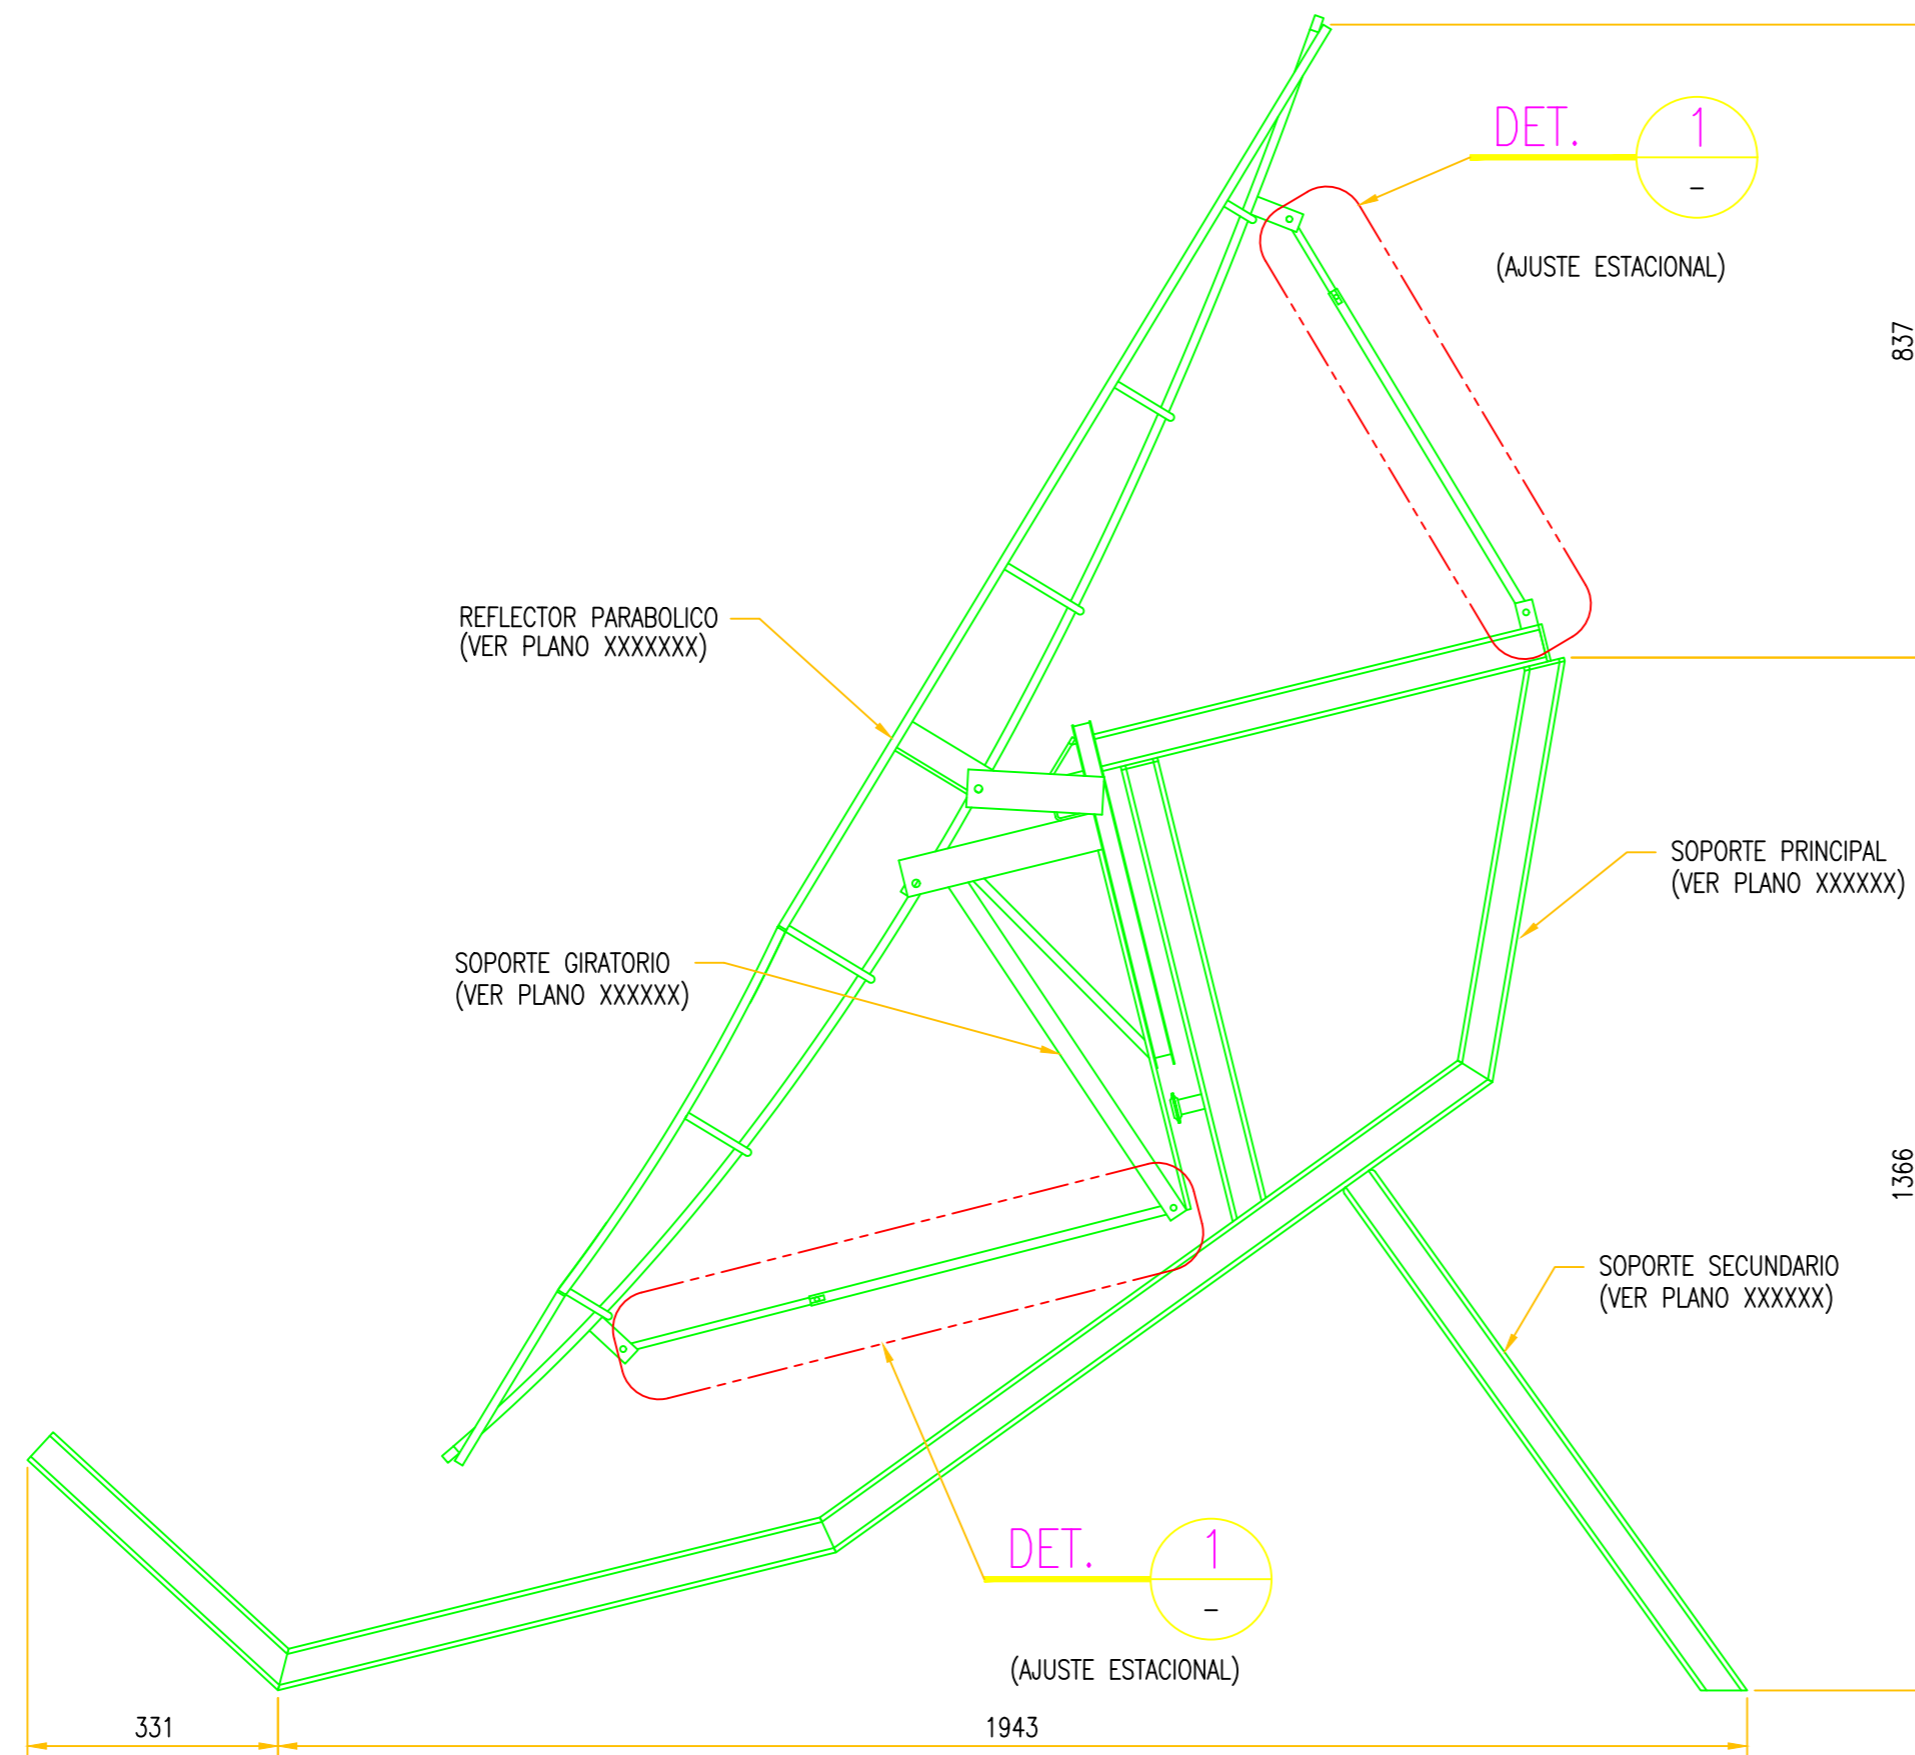 DET. 1
-
(AJUSTE ESTACIONAL)
837
REFLECTOR PARABOLICO
(VER PLANO XXXXXXX)
SOPORTE PRINCIPAL
(VER PLANO XXXXXX)
SOPORTE GIRATORIO
(VER PLANO XXXXXX)
1366
SOPORTE SECUNDARIO
(VER PLANO XXXXXX)
DET. 1
-
(AJUSTE ESTACIONAL)
331
1943